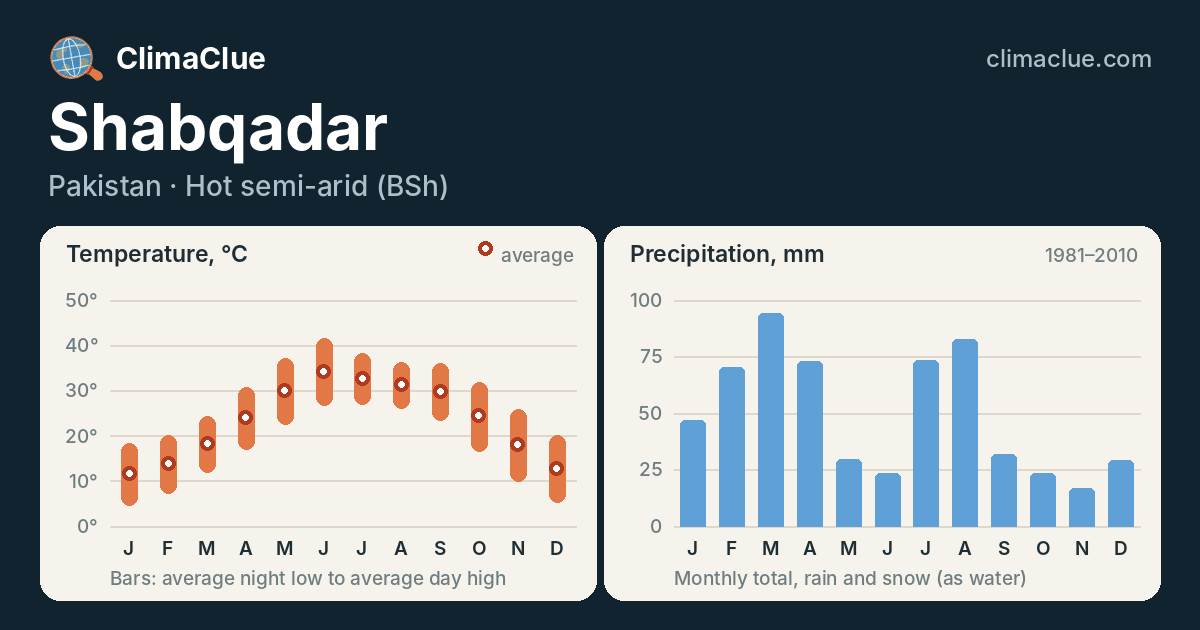 ClimaClue
climaclue.com
Shabqadar
Pakistan · Hot semi-arid (BSh)
Temperature, °C
average
50°
40°
30°
20°
10°
0°
J F M A M J J A S O N D
Bars: average night low to average day high
Precipitation, mm
1981–2010
100
75
50
25
0
J F M A M J J A S O N D
Monthly total, rain and snow (as water)